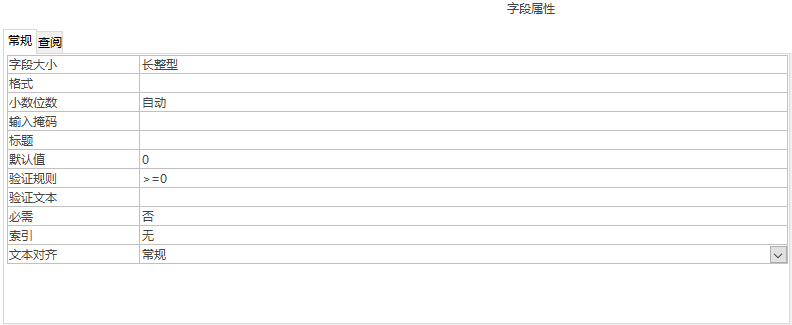 字段属性
常规 查阅
字段大小 长整型
格式
小数位数 自动
输入掩码
标题
默认值 0
验证规则 >=0
验证文本
必需 否
索引 无
文本对齐 常规